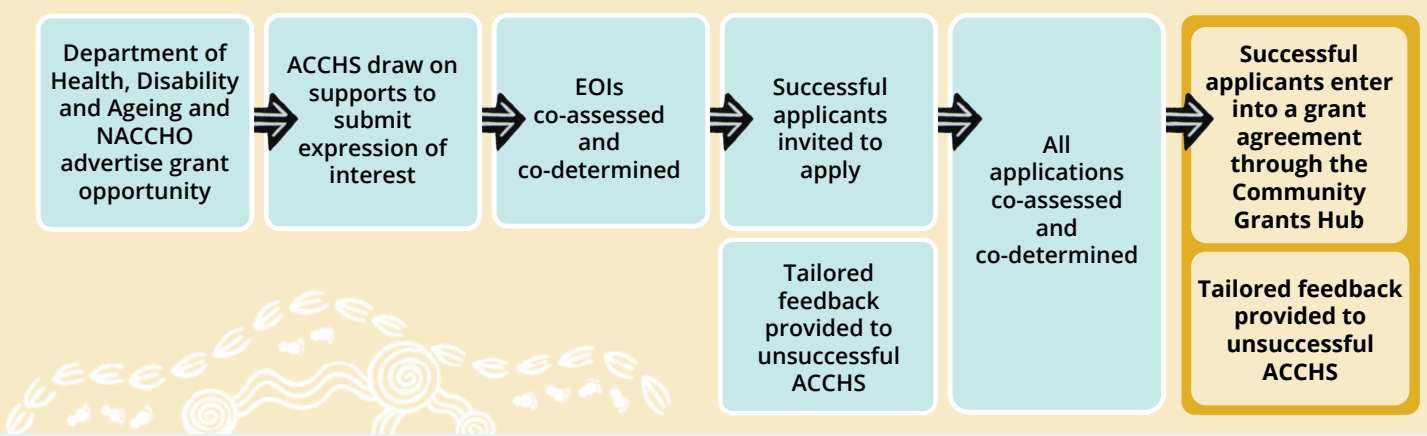 Department of
Health, Disability
and Ageing and
NACCHO
advertise grant
opportunity
ACCHS draw on
supports to
submit
expression of
interest
EOIs
co-assessed
and
co-determined
Successful
applicants
invited to
apply
Tailored
feedback
provided to
unsuccessful
ACCHS
All
applications
co-assessed
and
co-determined
Successful
applicants enter
into a grant
agreement
through the
Community
Grants Hub
Tailored feedback
provided to
unsuccessful
ACCHS